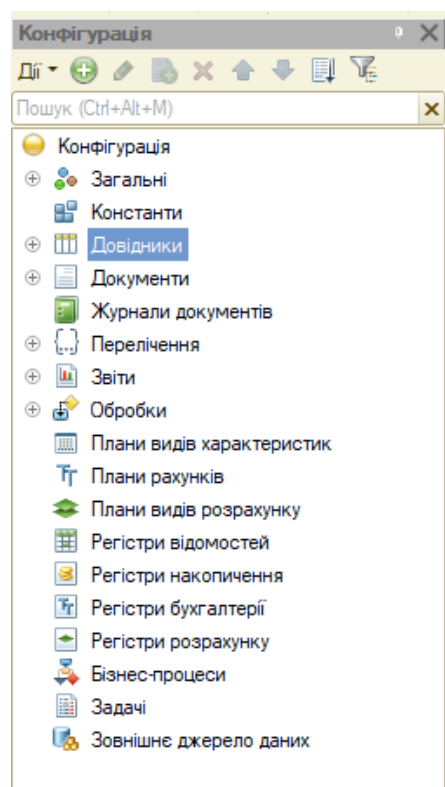 Конфігурація
Дії
Пошук (Ctrl+Alt+M)
Конфігурація
Загальні
Константи
Довідники
Документи
Журнали документів
Перелічення
Звіти
Обробки
Плани видів характеристик
Плани рахунків
Плани видів розрахунку
Регістри відомостей
Регістри накопичення
Регістри бухгалтерії
Регістри розрахунку
Бізнес-процеси
Задачі
Зовнішнє джерело даних